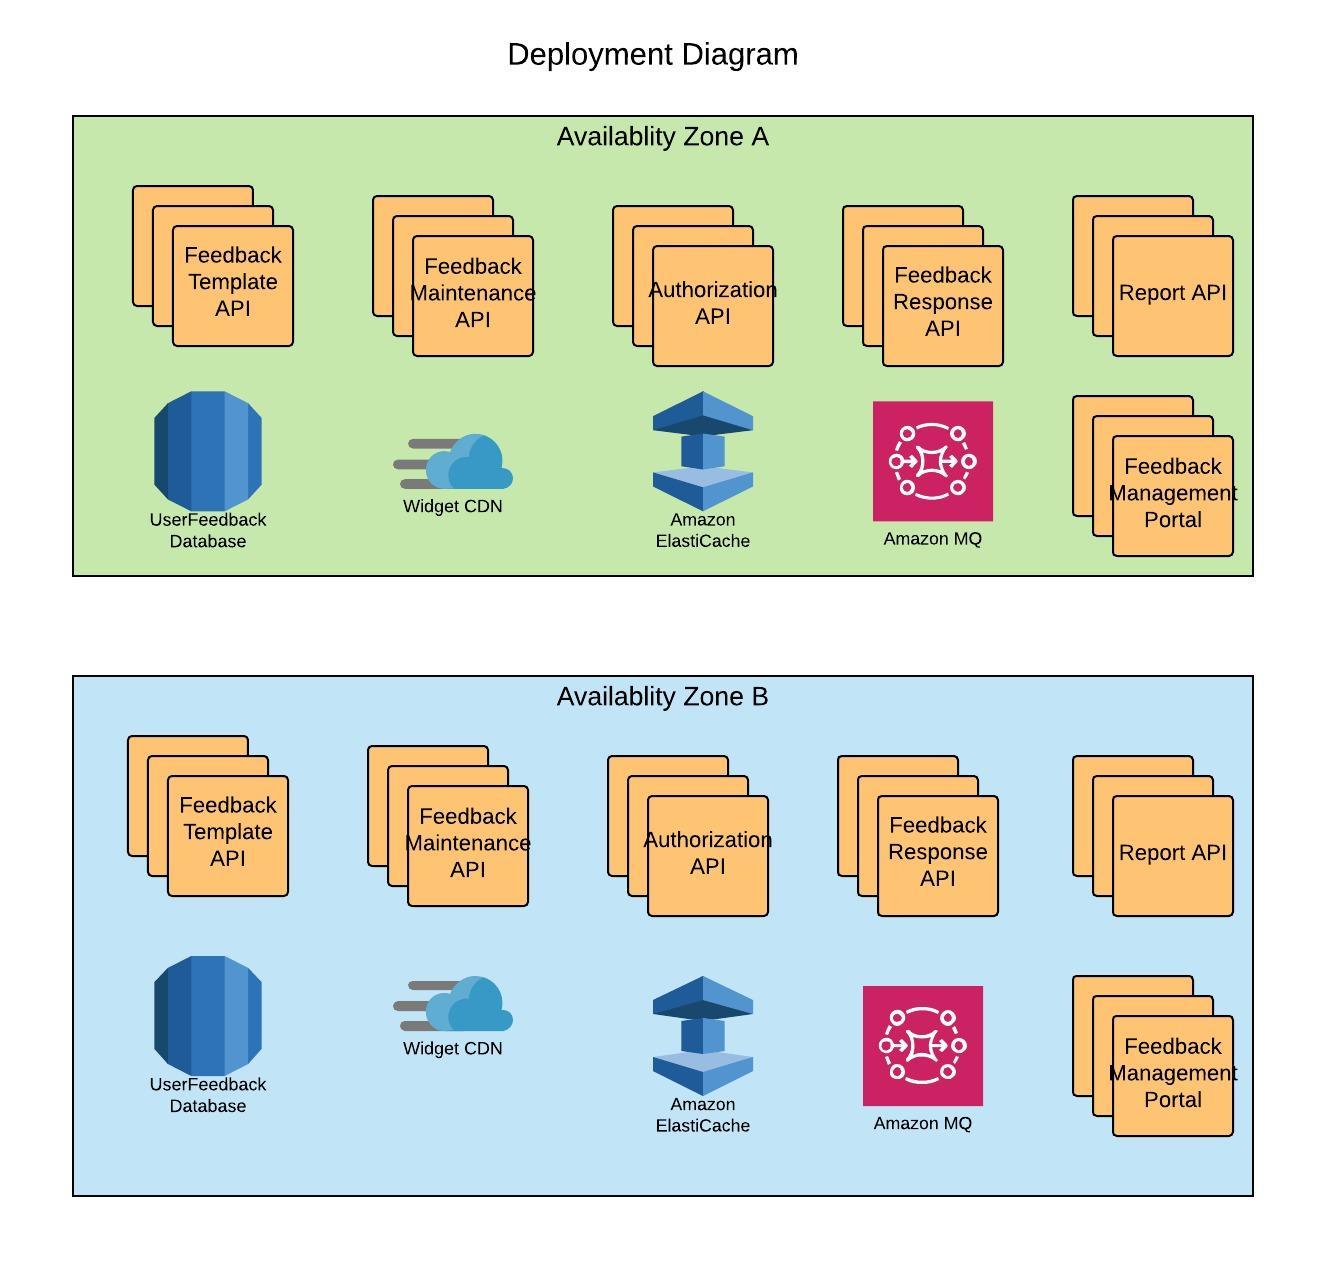 Deployment Diagram
Availablity Zone A
Feedback
Template
API
Feedback
Maintenance
API
Authorization
API
Feedback
Response
API
Report API
UserFeedback
Database
Widget CDN
Amazon
ElastiCache
Amazon MQ
Feedback
Management
Portal
Availablity Zone B
Feedback
Template
API
Feedback
Maintenance
API
Authorization
API
Feedback
Response
API
Report API
UserFeedback
Database
Widget CDN
Amazon
ElastiCache
Amazon MQ
Feedback
Management
Portal